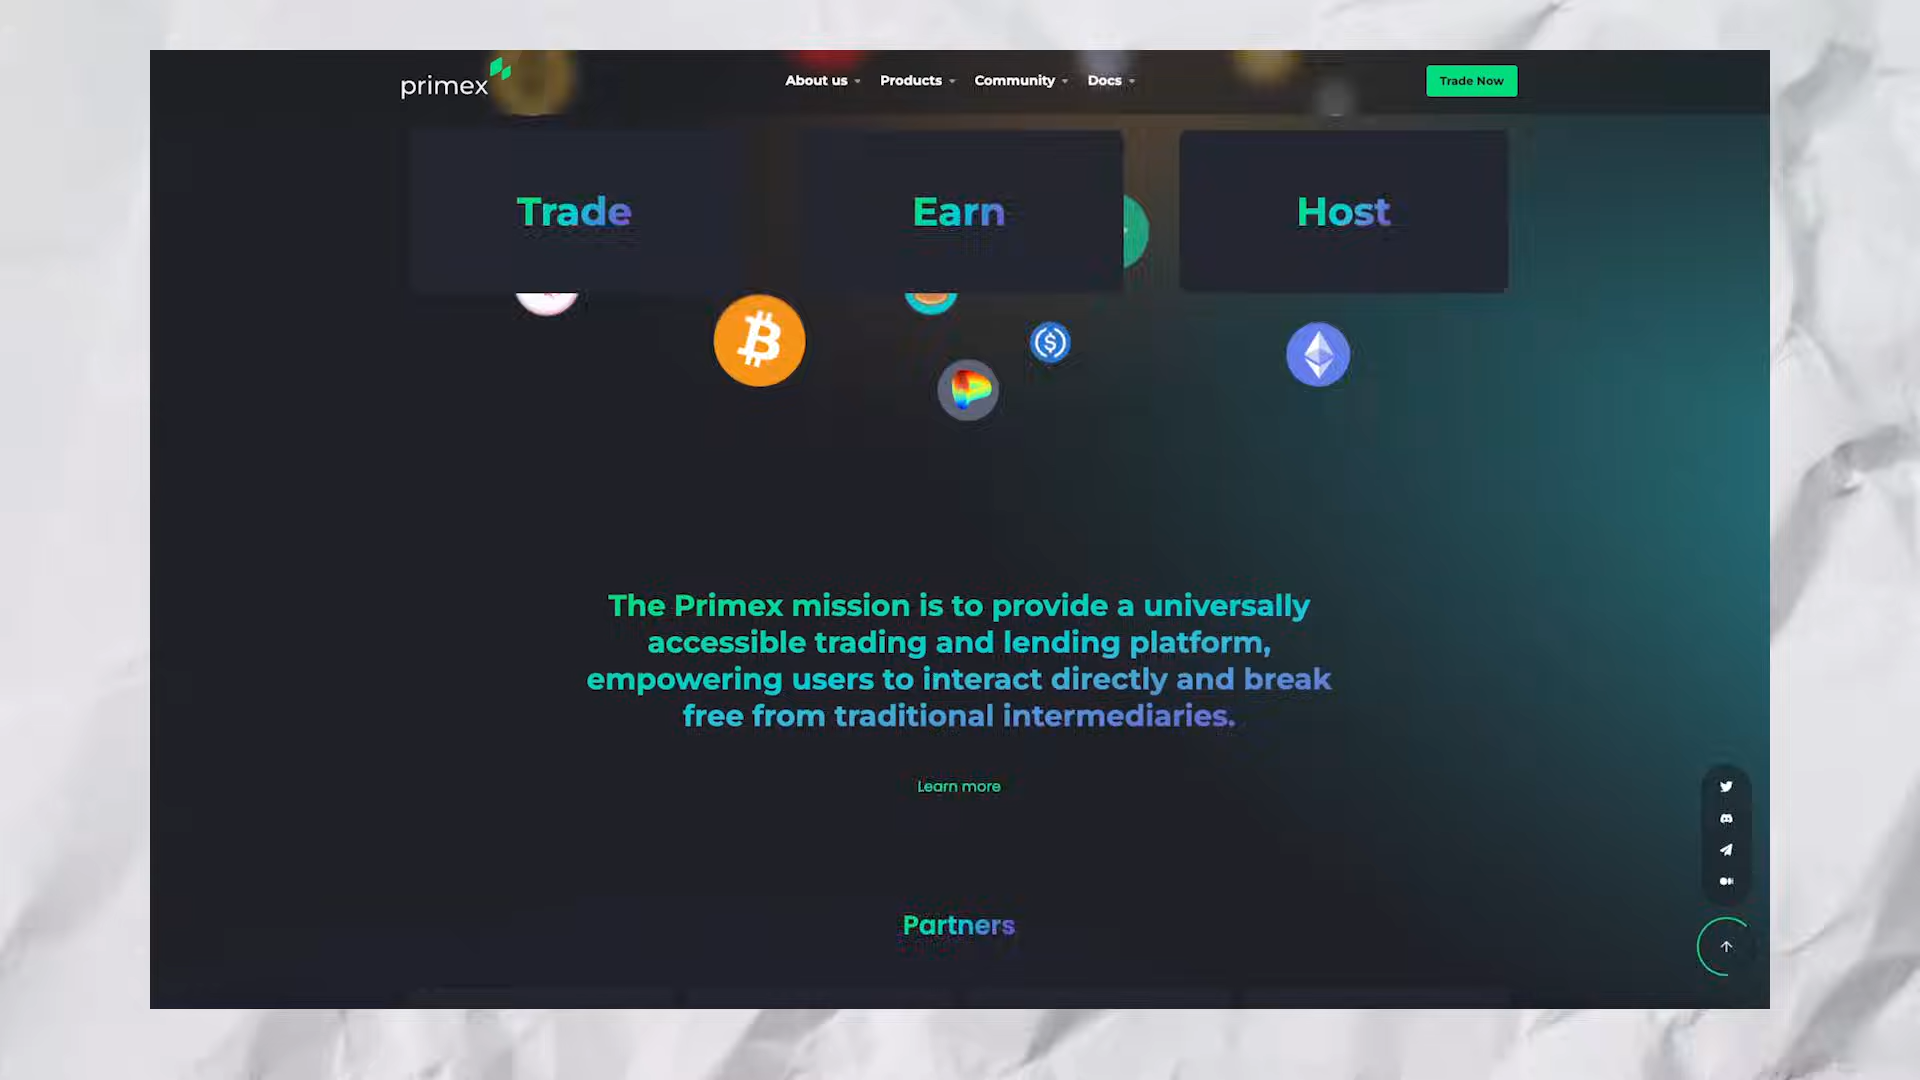 primex
About us
Products
Community
Docs
Trade Now
Trade
Earn
Host
The Primex mission is to provide a universally
accessible trading and lending platform,
empowering users to interact directly and break
free from traditional intermediaries.
Learn more
Partners